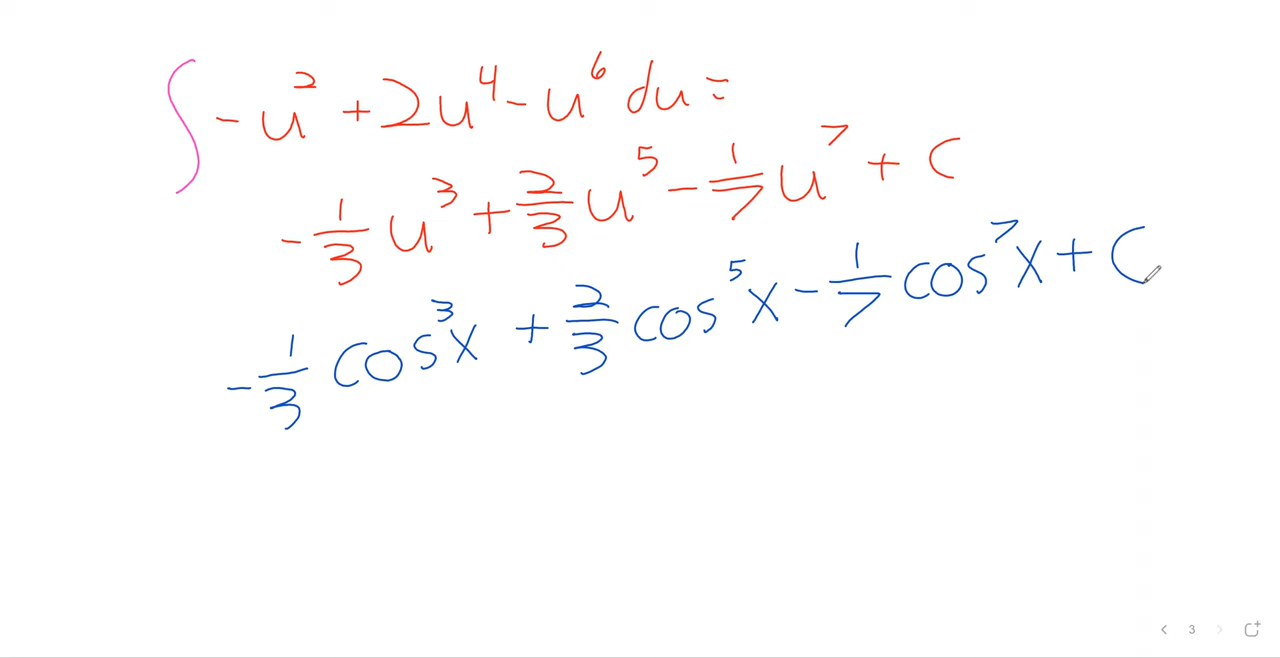 ∫ -u² + 2u⁴ - u⁶ du =
-1/3 u³ + 2/3 u⁵ - 1/7 u⁷ + C
-1/3 cos³x + 2/3 cos⁵x - 1/7 cos⁷x + C
3